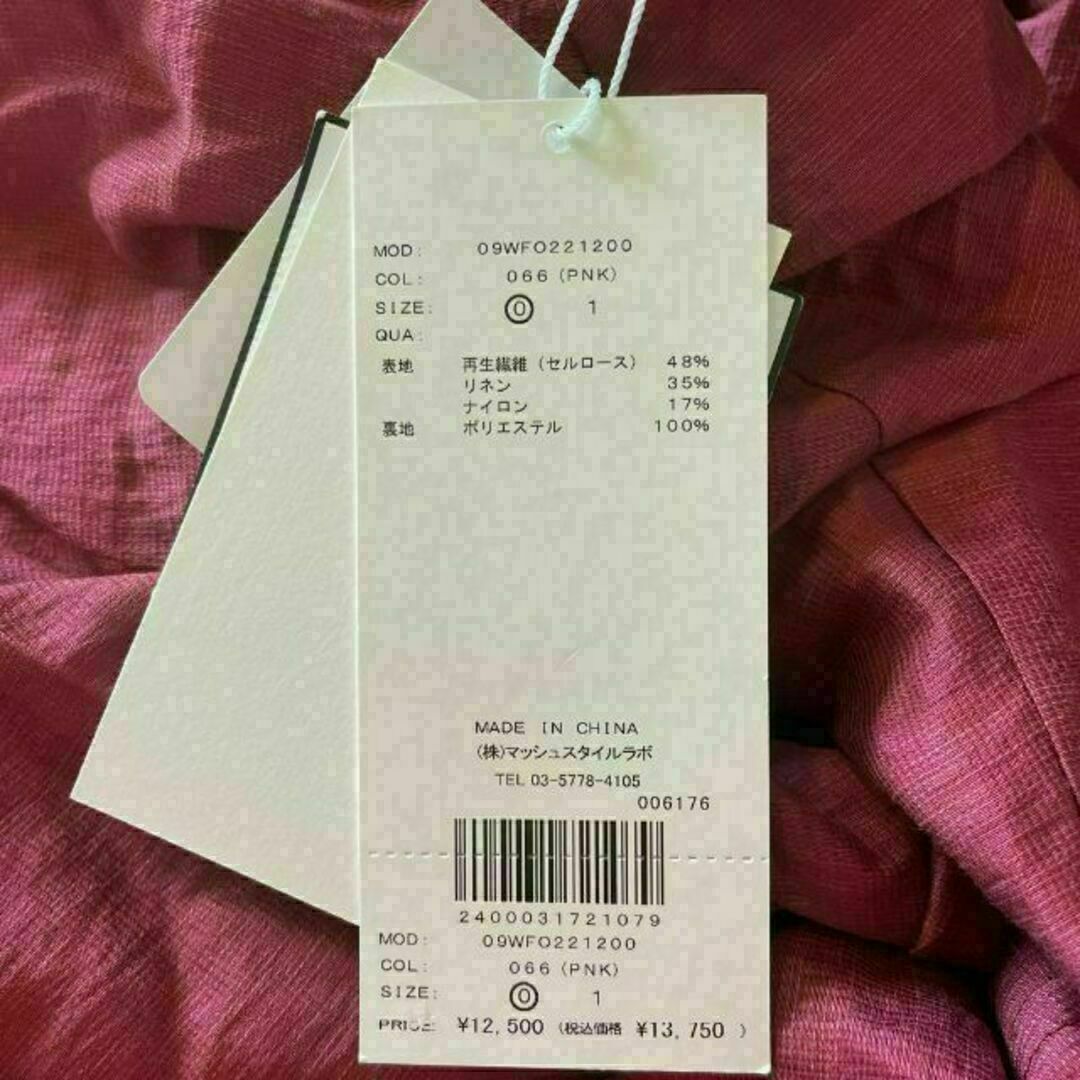 MOD: 09WFO221200
COL: 066 (PNK)
SIZE: 0 1
QUA:
表地 再生繊維 (セルロース) 48%
リネン 35%
ナイロン 17%
裏地 ポリエステル 100%
MADE IN CHINA
(株)マッシュスタイルラボ
TEL 03-5778-4105
006176
2400031721079
MOD: 09WFO221200
COL: 066 (PNK)
SIZE: 0 1
PRICE: ¥12,500 (税込価格 ¥13,750 )